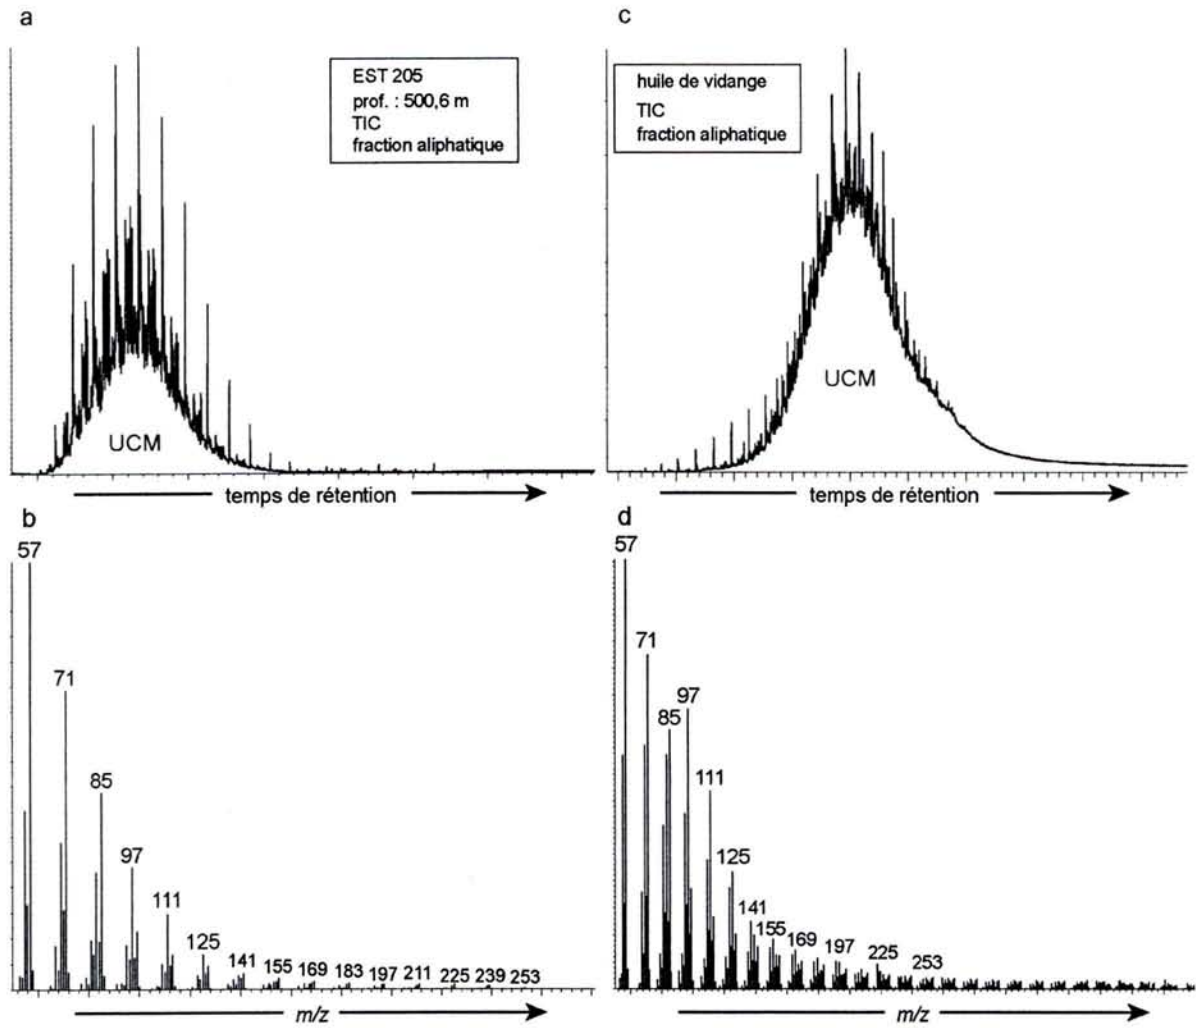 a
EST 205
prof. : 500,6 m
TIC
fraction aliphatique
UCM
temps de rétention
c
huile de vidange
TIC
fraction aliphatique
UCM
temps de rétention
b
57
71
85
97
111
125
141
155
169
183
197
211
225
239
253
m/z
d
57
71
85
97
111
125
141
155
169
197
225
253
m/z